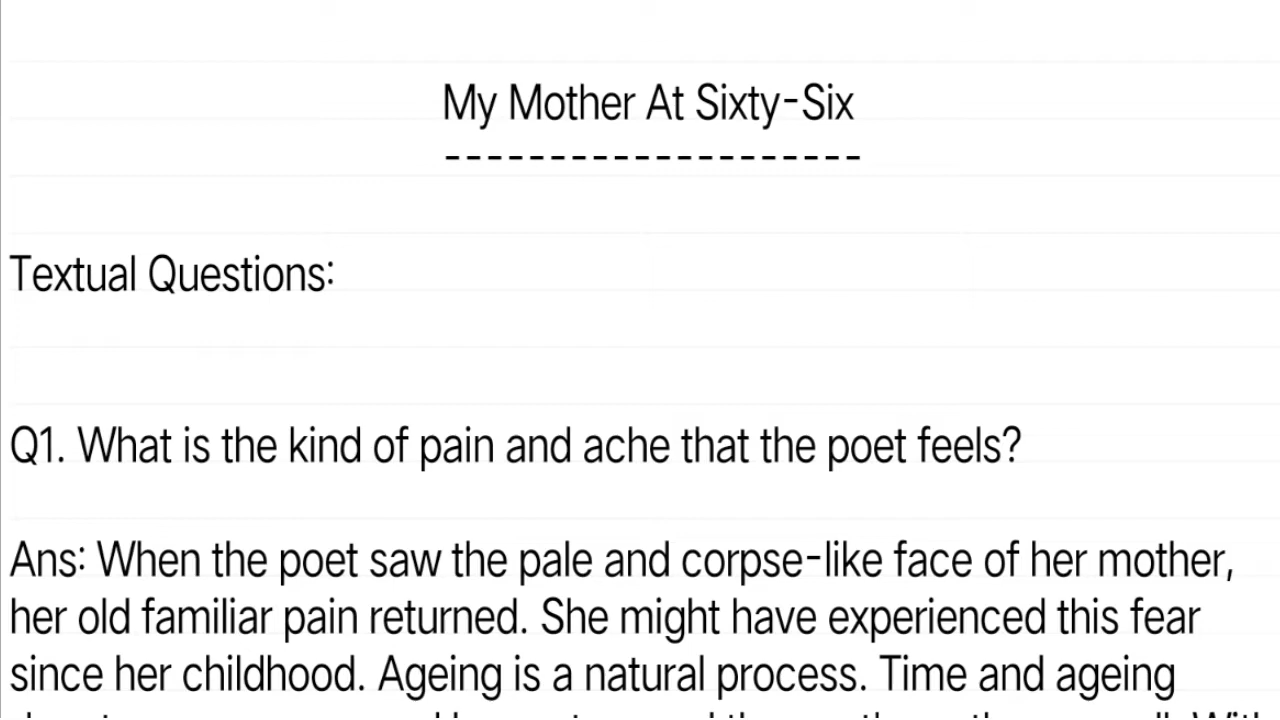 My Mother At Sixty-Six
--------------------
Textual Questions:
Q1. What is the kind of pain and ache that the poet feels?
Ans: When the poet saw the pale and corpse-like face of her mother,
her old familiar pain returned. She might have experienced this fear
since her childhood. Ageing is a natural process. Time and ageing